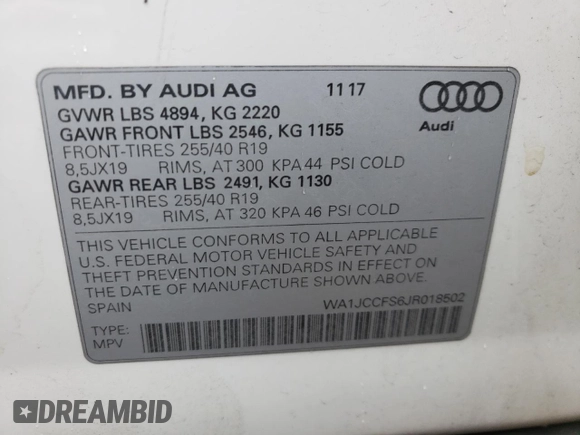 MFD. BY AUDI AG 11 17
GVWR LBS 4894, KG 2220
GAWR FRONT LBS 2546, KG 1155
FRONT-TIRES 255/40 R19
8,5JX19 RIMS, AT 300 KPA 44 PSI COLD
GAWR REAR LBS 2491, KG 1130
REAR-TIRES 255/40 R19
8,5JX19 RIMS, AT 320 KPA 46 PSI COLD
Audi
THIS VEHICLE CONFORMS TO ALL APPLICABLE
U.S. FEDERAL MOTOR VEHICLE SAFETY AND
THEFT PREVENTION STANDARDS IN EFFECT ON
DATE OF MANUFACTURE SHOWN ABOVE.
SPAIN WA1JCCFS6JR018502
TYPE:
MPV
DREAMBID